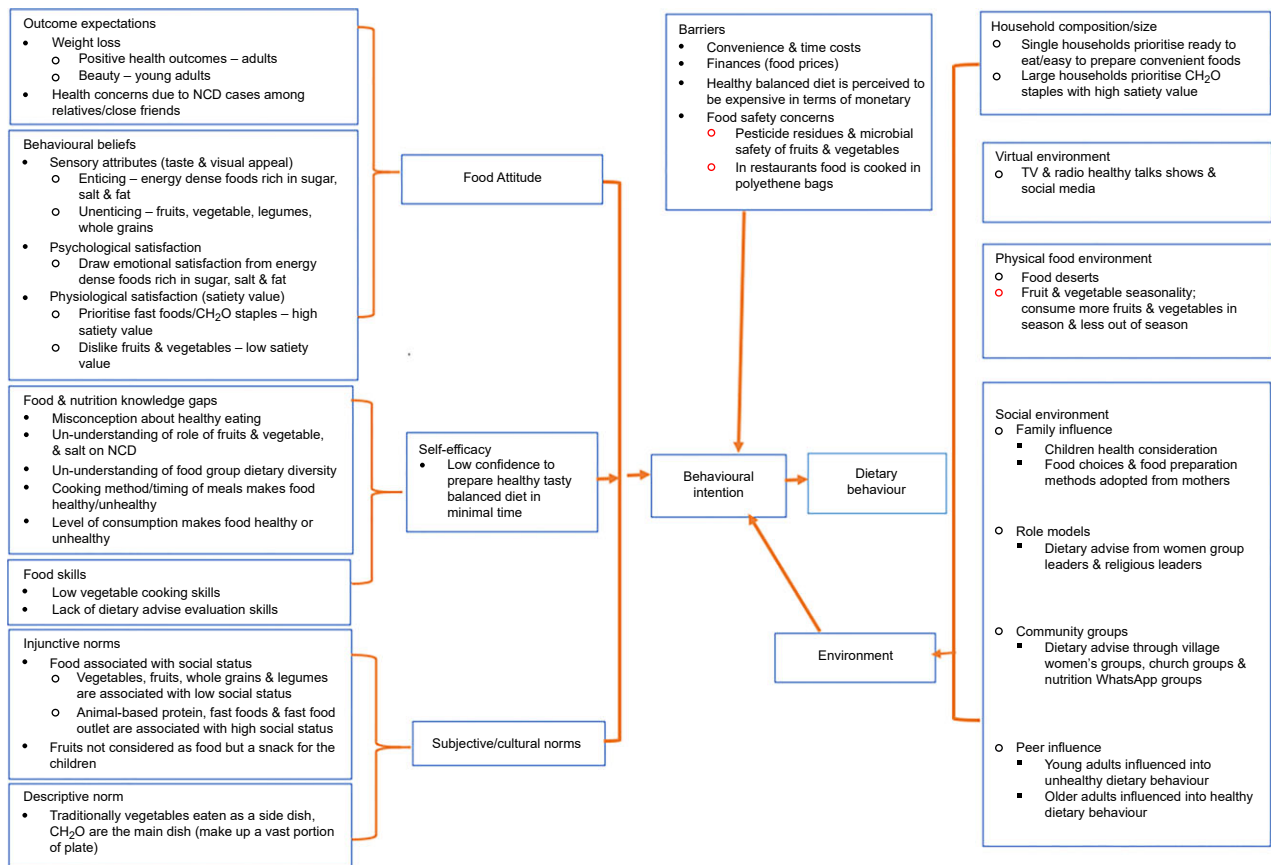 Outcome expectations
• Weight loss
o Positive health outcomes – adults
o Beauty – young adults
• Health concerns due to NCD cases among
relatives/close friends
Behavioural beliefs
• Sensory attributes (taste & visual appeal)
o Enticing – energy dense foods rich in sugar,
salt & fat
o Unenticing – fruits, vegetable, legumes,
whole grains
• Psychological satisfaction
o Draw emotional satisfaction from energy
dense foods rich in sugar, salt & fat
• Physiological satisfaction (satiety value)
o Prioritise fast foods/CH₂O staples – high
satiety value
o Dislike fruits & vegetables – low satiety
value
Food & nutrition knowledge gaps
• Misconception about healthy eating
• Un-understanding of role of fruits & vegetable,
& salt on NCD
• Un-understanding of food group dietary diversity
• Cooking method/timing of meals makes food
healthy/unhealthy
• Level of consumption makes food healthy or
unhealthy
Food skills
• Low vegetable cooking skills
• Lack of dietary advise evaluation skills
Injunctive norms
• Food associated with social status
o Vegetables, fruits, whole grains & legumes
are associated with low social status
o Animal-based protein, fast foods & fast food
outlet are associated with high social status
• Fruits not considered as food but a snack for the
children
Descriptive norm
• Traditionally vegetables eaten as a side dish,
CH₂O are the main dish (make up a vast portion
of plate)
Food Attitude
Self-efficacy
• Low confidence to
prepare healthy tasty
balanced diet in
minimal time
Subjective/cultural norms
Barriers
• Convenience & time costs
• Finances (food prices)
• Healthy balanced diet is perceived to
be expensive in terms of monetary
• Food safety concerns
o Pesticide residues & microbial
safety of fruits & vegetables
o In restaurants food is cooked in
polyethene bags
Behavioural
intention
Dietary
behaviour
Environment
Household composition/size
o Single households prioritise ready to
eat/easy to prepare convenient foods
o Large households prioritise CH₂O
staples with high satiety value
Virtual environment
o TV & radio healthy talks shows &
social media
Physical food environment
o Food deserts
o Fruit & vegetable seasonality;
consume more fruits & vegetables in
season & less out of season
Social environment
o Family influence
▪ Children health consideration
▪ Food choices & food preparation
methods adopted from mothers
o Role models
▪ Dietary advise from women group
leaders & religious leaders
o Community groups
▪ Dietary advise through village
women's groups, church groups &
nutrition WhatsApp groups
o Peer influence
▪ Young adults influenced into
unhealthy dietary behaviour
▪ Older adults influenced into healthy
dietary behaviour